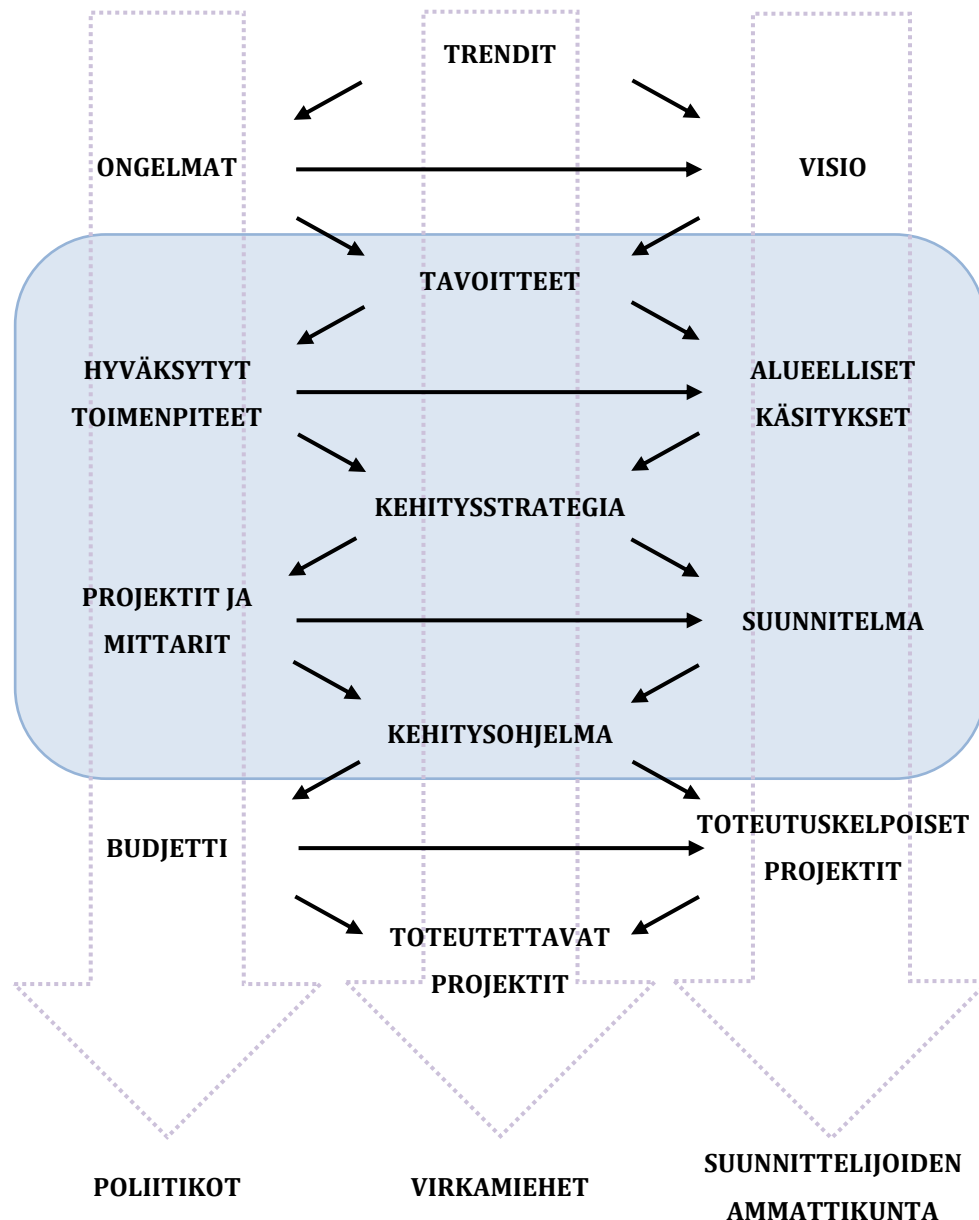 TRENDIT
ONGELMAT
VISIO
TAVOITTEET
HYVÄKSYTYT
TOIMENPITEET
ALUEELLISET
KÄSITYKSET
KEHITYSSTRATEGIA
PROJEKTIT JA
MITTARIT
SUUNNITELMA
KEHITYSOHJELMA
BUDJETTI
TOTEUTUSKELPOISET
PROJEKTIT
TOTEUTETTAVAT
PROJEKTIT
POLIITIKOT
VIRKAMIEHET
SUUNNITTELIJOIDEN
AMMATTIKUNTA